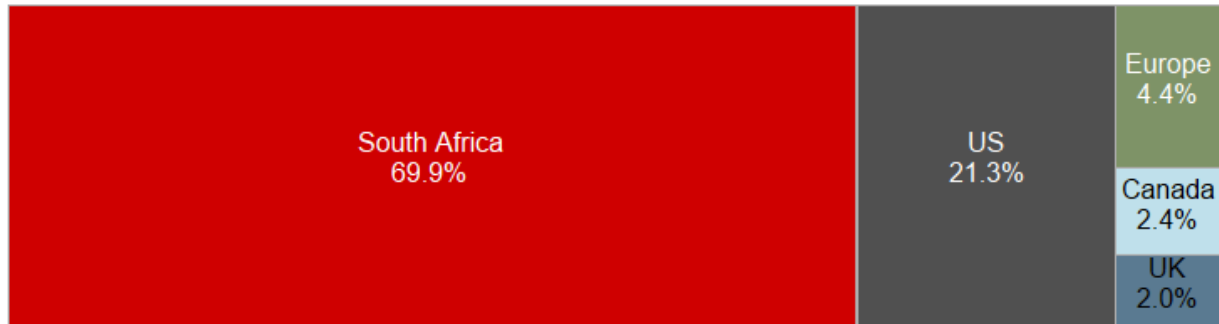 South Africa
69.9%
US
21.3%
Europe
4.4%
Canada
2.4%
UK
2.0%